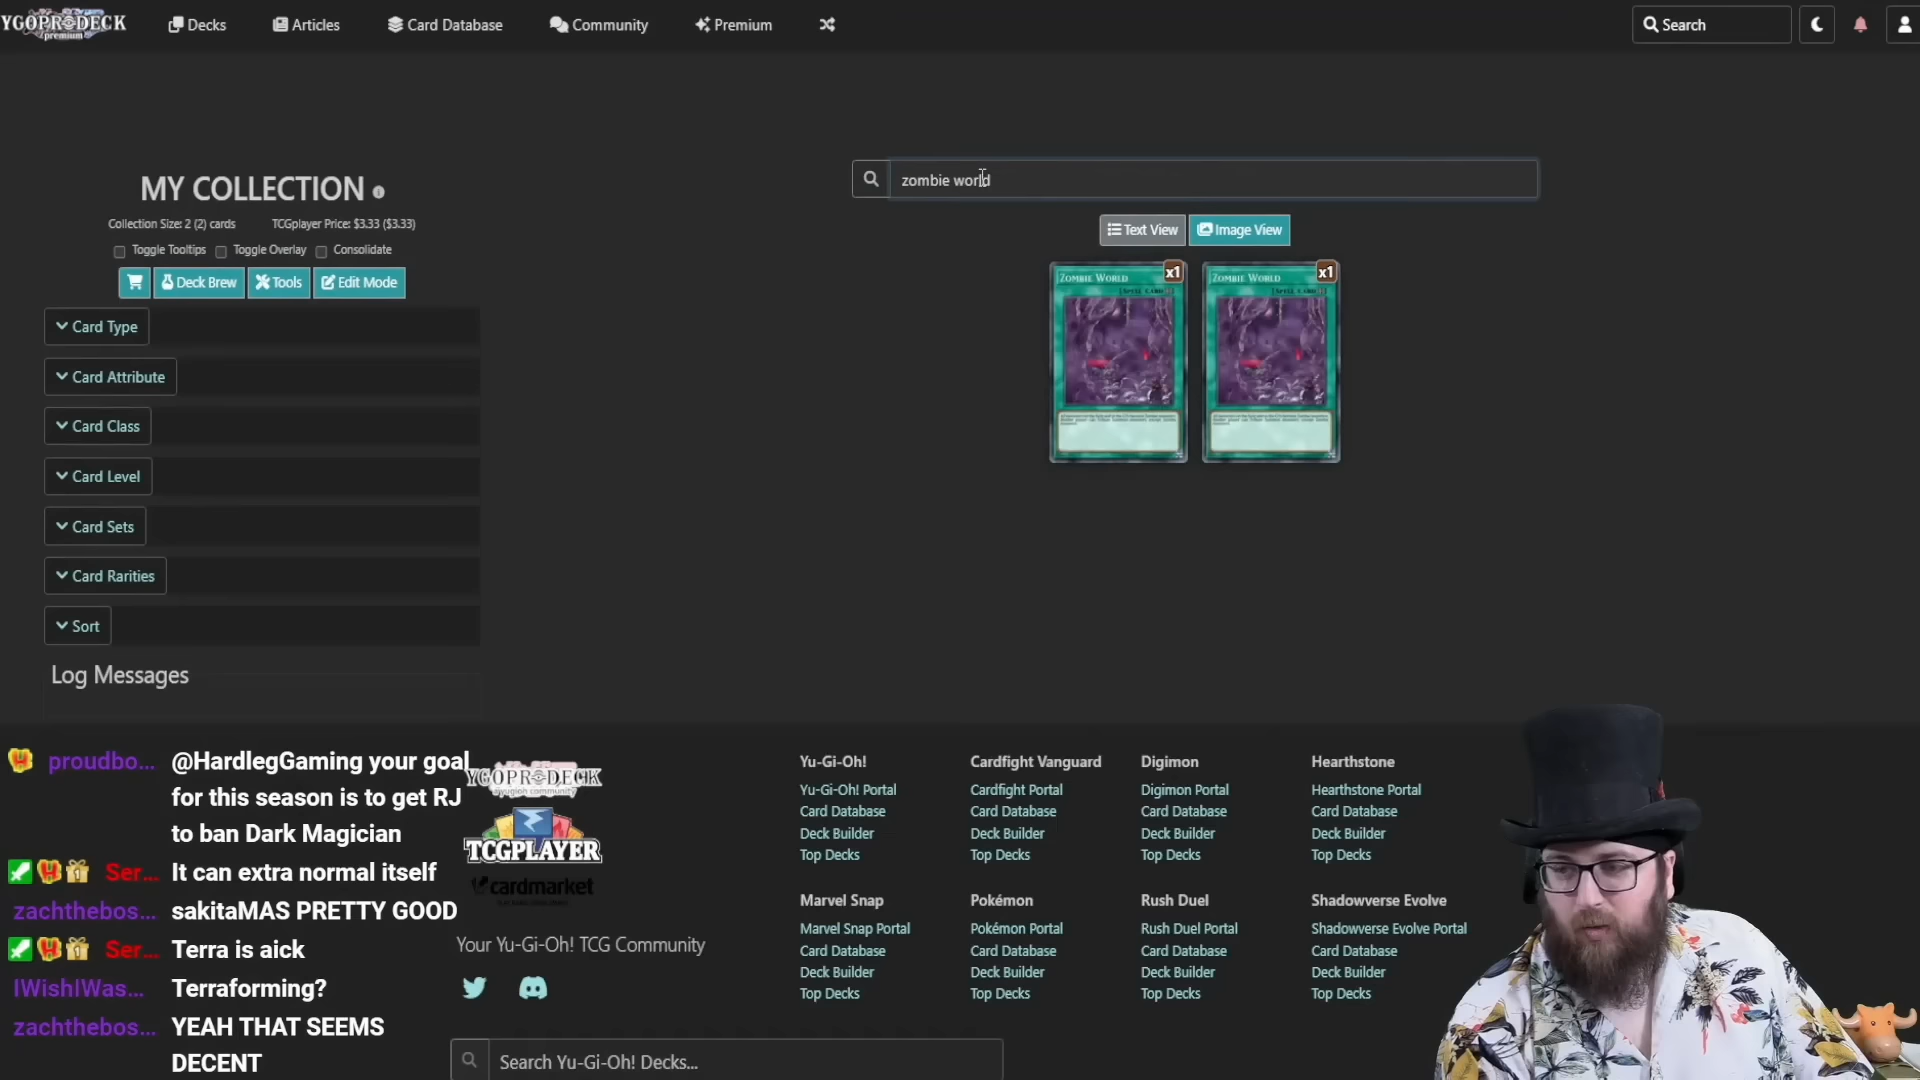 YGOPRODECK
premium
Decks
Articles
Card Database
Community
Premium
Search
MY COLLECTION
Collection Size: 2 (2) cards
TCGplayer Price: $3.33 ($3.33)
Toggle Tooltips
Toggle Overlay
Consolidate
Deck Brew
Tools
Edit Mode
Card Type
Card Attribute
Card Class
Card Level
Card Sets
Card Rarities
Sort
Log Messages
zombie world
Text View
Image View
ZOMBIE WORLD
x1
[SPELL CARD]
ZOMBIE WORLD
x1
[SPELL CARD]
proudbo... @HardlegGaming your goal
for this season is to get RJ
to ban Dark Magician
Ser... It can extra normal itself
zachthebos... sakitaMAS PRETTY GOOD
Ser... Terra is aick
IWishIWas... Terraforming?
zachthebos... YEAH THAT SEEMS
DECENT
YGOPRODECK
TCGPLAYER
cardmarket
Your Yu-Gi-Oh! TCG Community
Yu-Gi-Oh!
Yu-Gi-Oh! Portal
Card Database
Deck Builder
Top Decks
Cardfight Vanguard
Cardfight Portal
Card Database
Deck Builder
Top Decks
Digimon
Digimon Portal
Card Database
Deck Builder
Top Decks
Hearthstone
Hearthstone Portal
Card Database
Deck Builder
Top Decks
Marvel Snap
Marvel Snap Portal
Card Database
Deck Builder
Top Decks
Pokémon
Pokémon Portal
Card Database
Deck Builder
Top Decks
Rush Duel
Rush Duel Portal
Card Database
Deck Builder
Top Decks
Shadowverse Evolve
Shadowverse Evolve Portal
Card Database
Deck Builder
Top Decks
Search Yu-Gi-Oh! Decks...